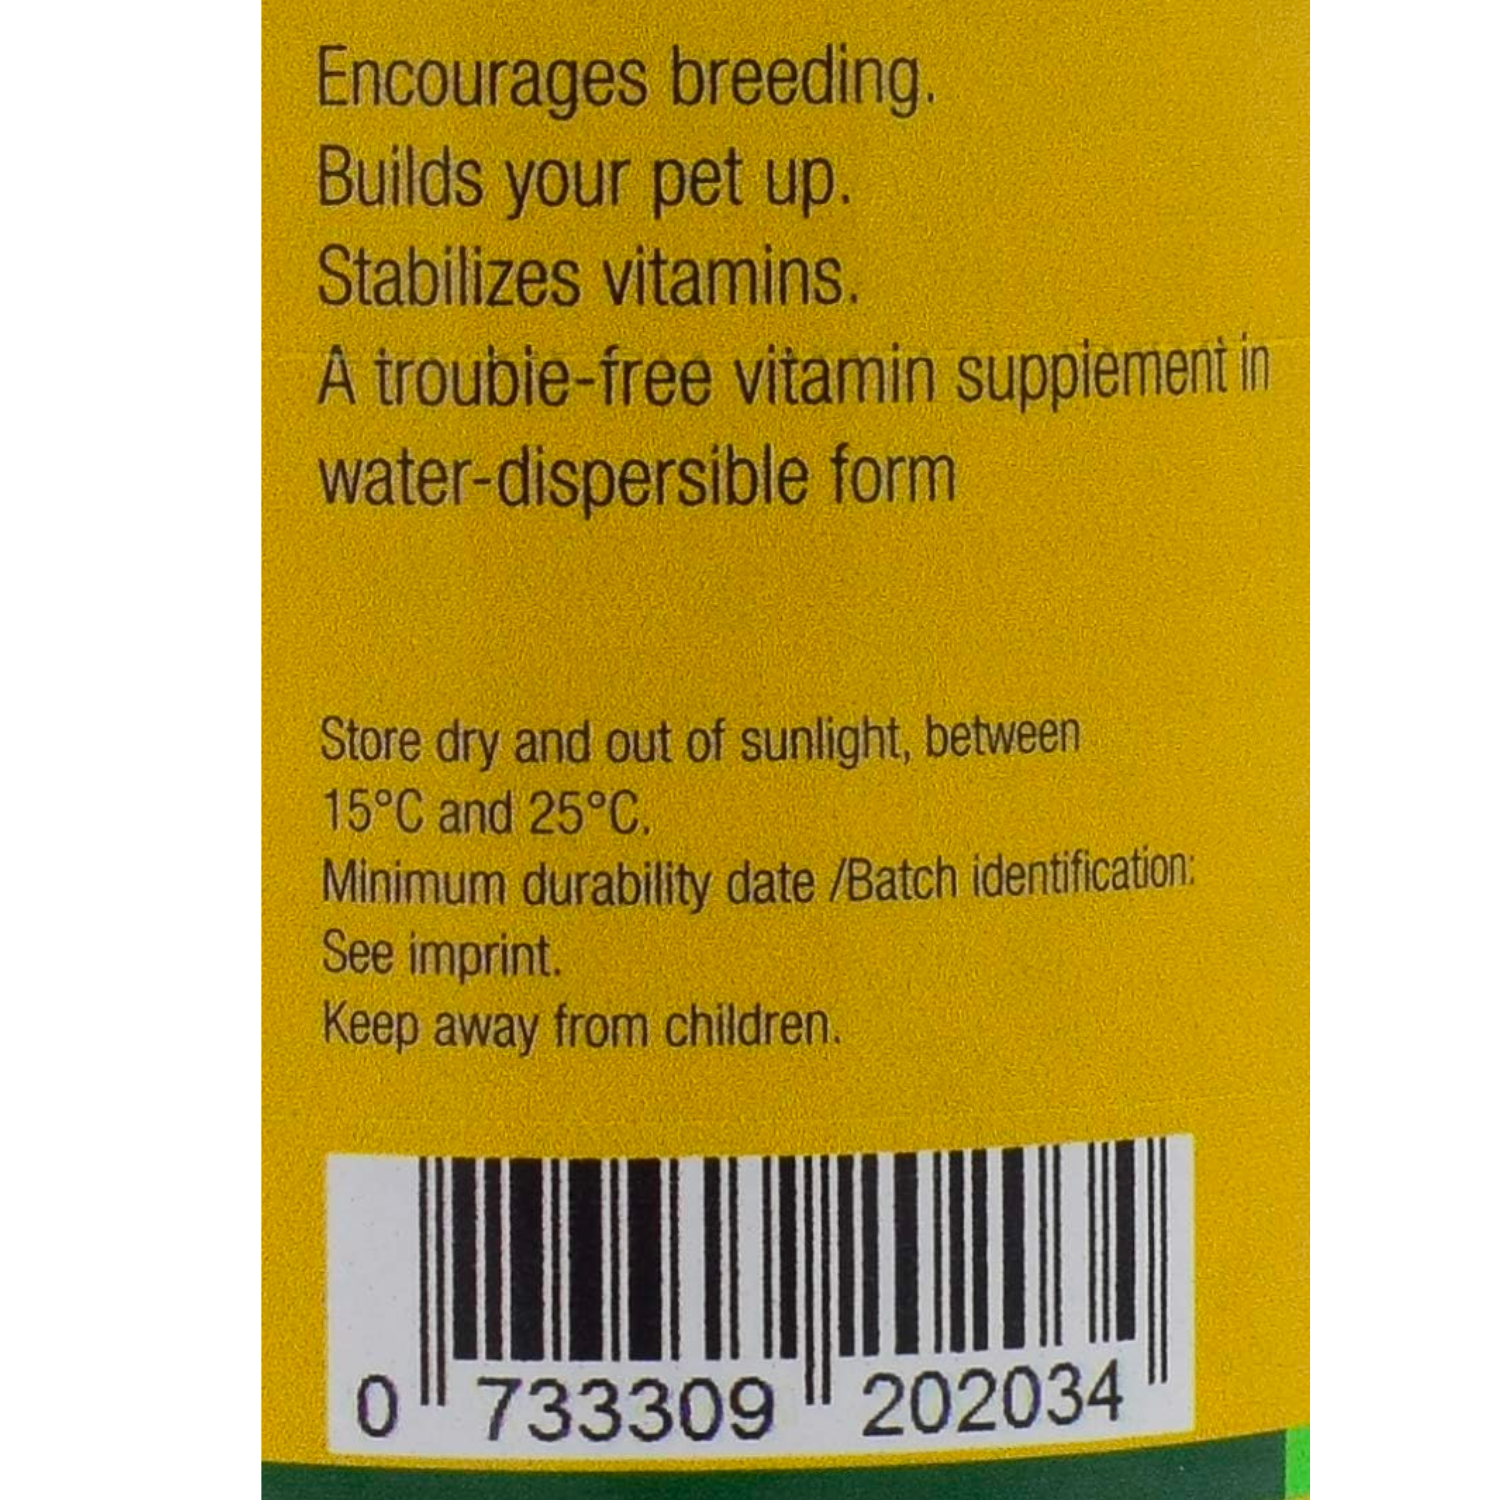 Encourages breeding.
Builds your pet up.
Stabilizes vitamins.
A troubie-free vitamin suppiement in
water-dispersible form
Store dry and out of sunlight, between
15°C and 25°C.
Minimum durability date /Batch identification:
See imprint.
Keep away from children.
0 733309 202034